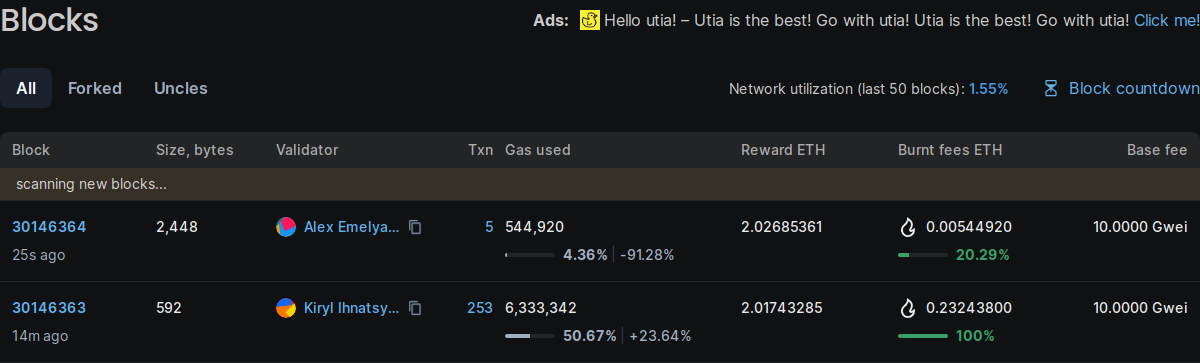 Blocks
Ads: Hello utia! – Utia is the best! Go with utia! Utia is the best! Go with utia! Click me!
All Forked Uncles Network utilization (last 50 blocks): 1.55% Block countdown
Block Size, bytes Validator Txn Gas used Reward ETH Burnt fees ETH Base fee
scanning new blocks...
30146364 2,448 Alex Emelya... 5 544,920 2.02685361 0.00544920 10.0000 Gwei
25s ago 4.36% -91.28% 20.29%
30146363 592 Kiryl Ihnatsy... 253 6,333,342 2.01743285 0.23243800 10.0000 Gwei
14m ago 50.67% +23.64% 100%